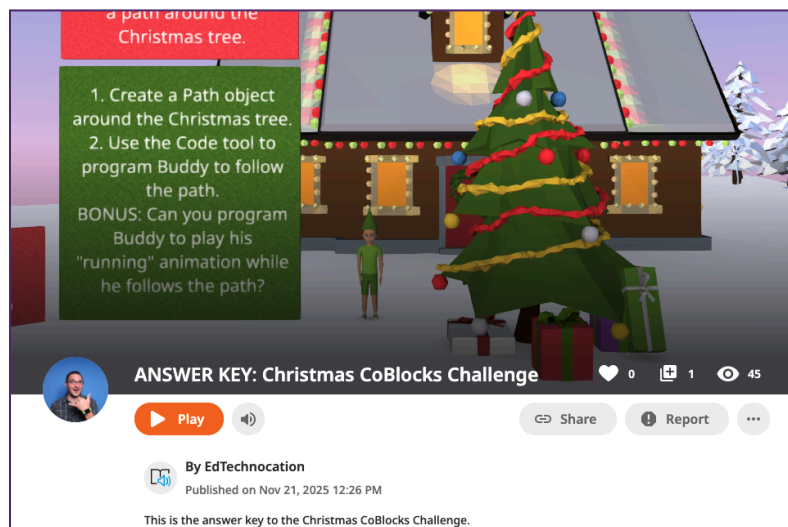 a path around the
Christmas tree.
1. Create a Path object
around the Christmas tree.
2. Use the Code tool to
program Buddy to follow
the path.
BONUS: Can you program
Buddy to play his
"running" animation while
he follows the path?
ANSWER KEY: Christmas CoBlocks Challenge
0
1
45
Play
Share
Report
By EdTechnocation
Published on Nov 21, 2025 12:26 PM
This is the answer key to the Christmas CoBlocks Challenge.